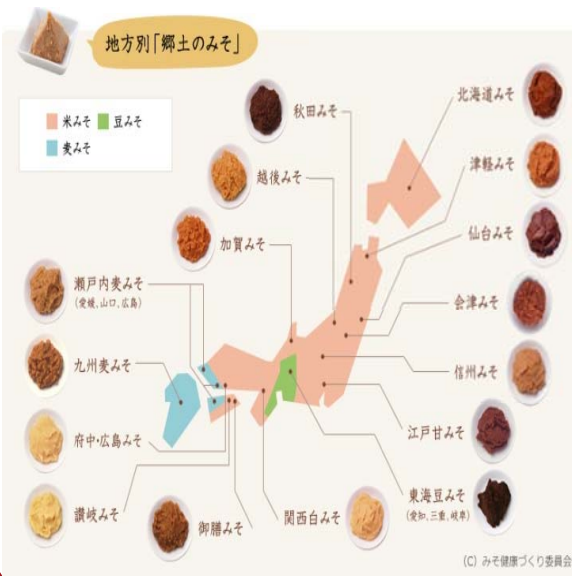 地方別「郷土のみそ」
米みそ 豆みそ
麦みそ
北海道みそ
秋田みそ
津軽みそ
越後みそ
仙台みそ
加賀みそ
瀬戸内麦みそ
(愛媛、山口、広島)
会津みそ
九州麦みそ
信州みそ
府中・広島みそ
江戸甘みそ
讃岐みそ
御膳みそ
関西白みそ
東海豆みそ
(愛知、三重、岐阜)
(C) みそ健康づくり委員会